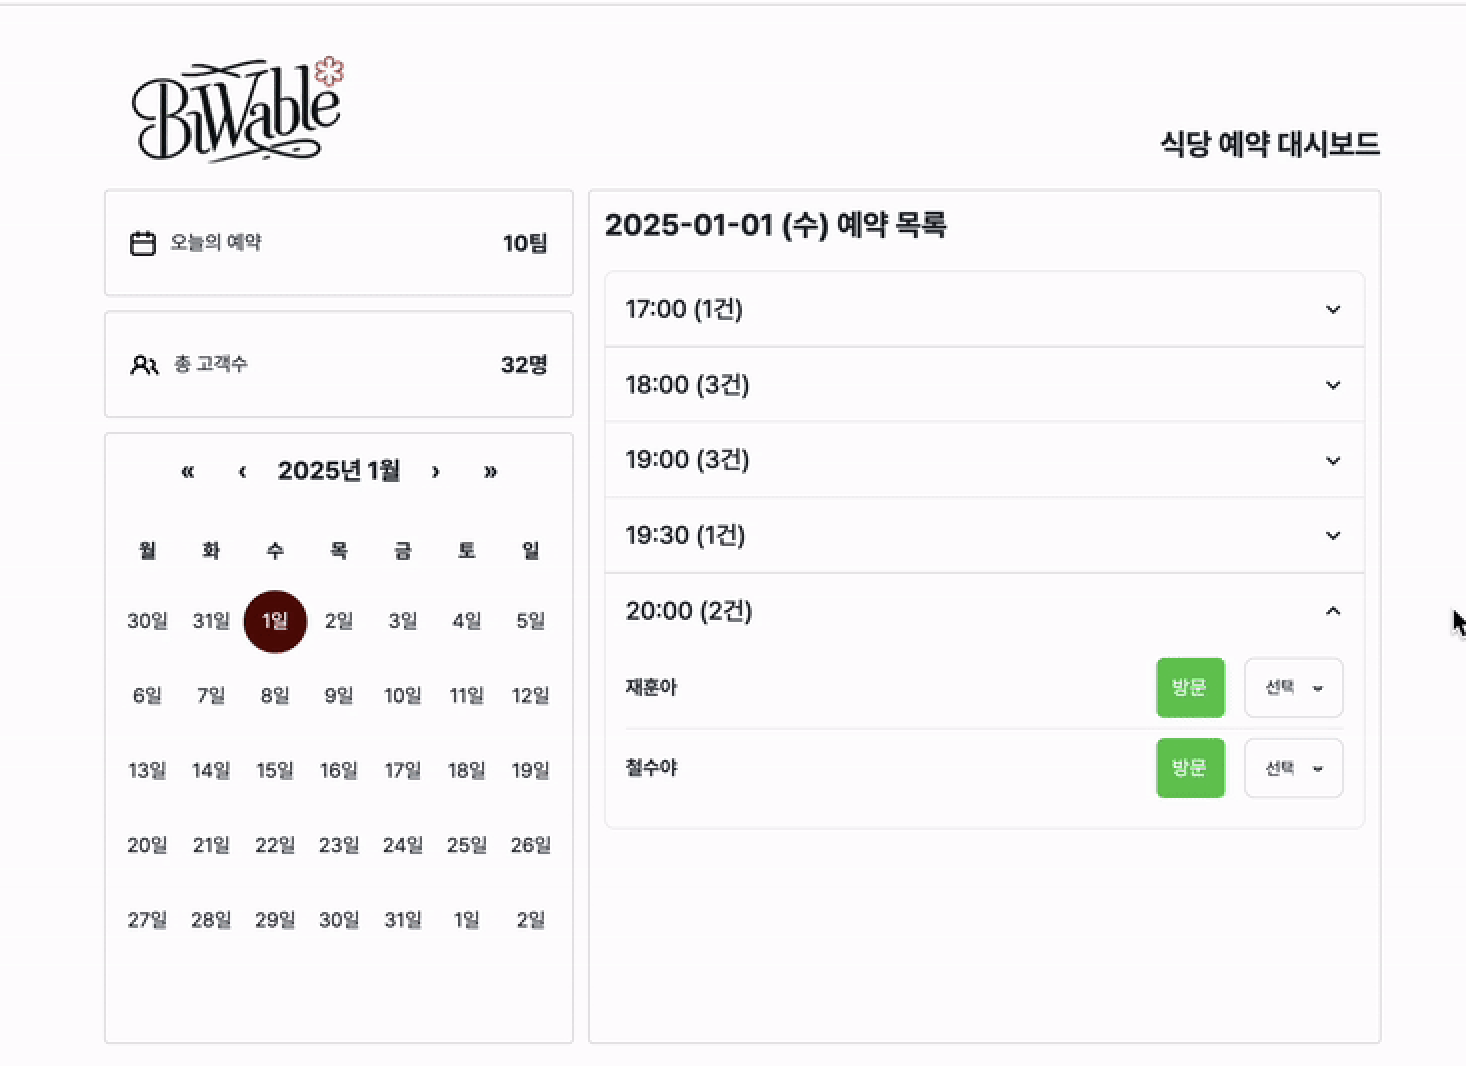 BiWable
식당 예약 대시보드
오늘의 예약 10팀
총 고객수 32명
« ‹ 2025년 1월 › »
월 화 수 목 금 토 일
30일 31일 1일 2일 3일 4일 5일
6일 7일 8일 9일 10일 11일 12일
13일 14일 15일 16일 17일 18일 19일
20일 21일 22일 23일 24일 25일 26일
27일 28일 29일 30일 31일 1일 2일
2025-01-01 (수) 예약 목록
17:00 (1건)
18:00 (3건)
19:00 (3건)
19:30 (1건)
20:00 (2건)
재훈아 방문 선택
철수야 방문 선택